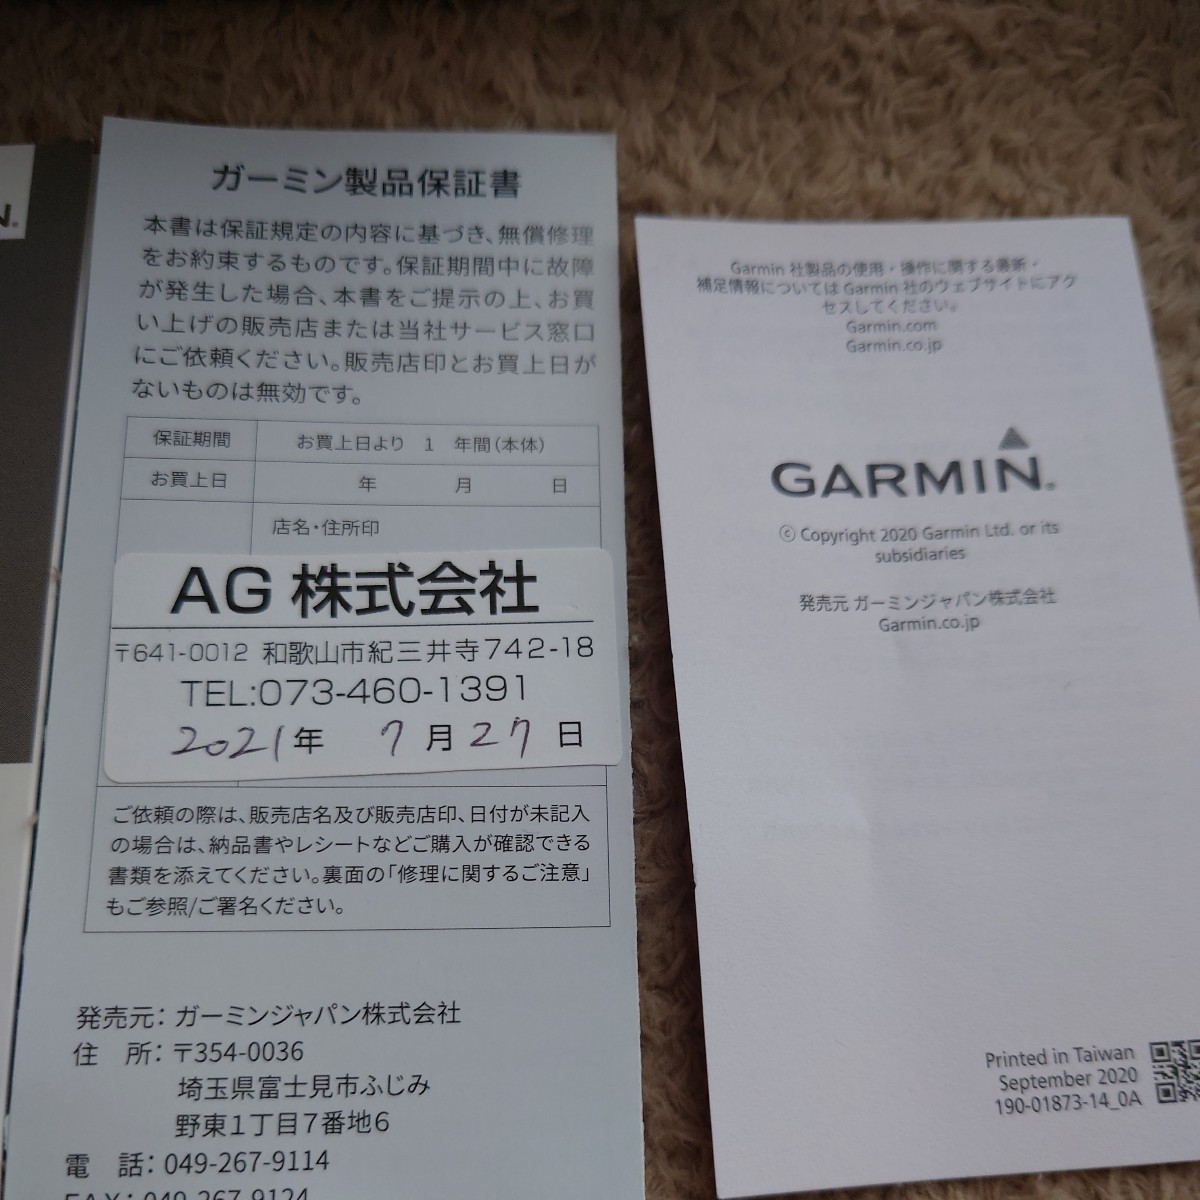 N®
ガーミン製品保証書
本書は保証規定の内容に基づき、無償修理
をお約束するものです。保証期間中に故障
が発生した場合、本書をご提示の上、お買
い上げの販売店または当社サービス窓口
にご依頼ください。販売店印とお買上日が
ないものは無効です。
保証期間 お買上日より 1 年間(本体)
お買上日 年 月 日
店名・住所印
AG 株式会社
〒641-0012 和歌山市紀三井寺742-18
TEL:073-460-1391
2021年 7月27日
ご依頼の際は、販売店名及び販売店印、日付が未記入
の場合は、納品書やレシートなどご購入が確認できる
書類を添えてください。裏面の「修理に関するご注意」
もご参照/ご署名ください。
発売元：ガーミンジャパン株式会社
住 所：〒354-0036
埼玉県富士見市ふじみ
野東1丁目7番地6
電 話：049-267-9114
FAX：049-267-9124
Garmin 社製品の使用・操作に関する最新・
補足情報については Garmin 社のウェブサイトにアク
セスしてください。
Garmin.com
Garmin.co.jp
GARMIN®
© Copyright 2020 Garmin Ltd. or its
subsidiaries
発売元 ガーミンジャパン株式会社
Garmin.co.jp
Printed in Taiwan
September 2020
190-01873-14_0A